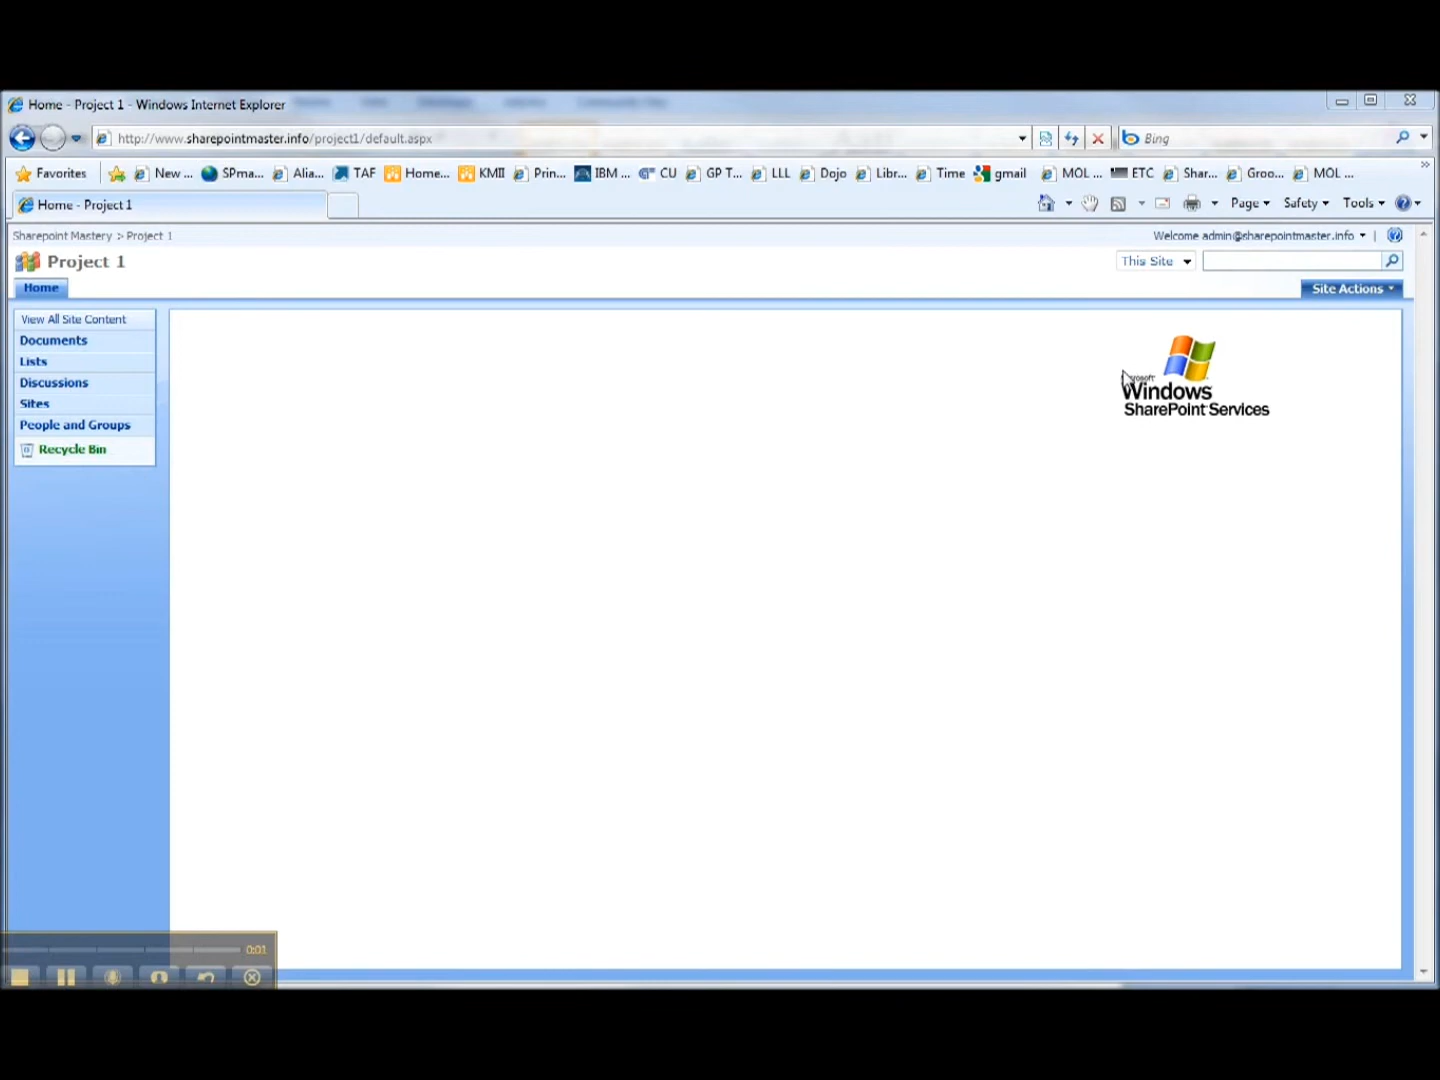 Home - Project 1 - Windows Internet Explorer
http://www.sharepointmaster.info/project1/default.aspx
Bing
Favorites New ... SPma... Alia... TAF Home... KMII Prin... IBM ... CU GP T... LLL Dojo Libr... Time gmail MOL ... ETC Shar... Groo... MOL ...
Home - Project 1
Page Safety Tools
Sharepoint Mastery > Project 1
Welcome admin@sharepointmaster.info
Project 1
This Site
Home
Site Actions
View All Site Content
Documents
Lists
Discussions
Sites
People and Groups
Recycle Bin
Windows
SharePoint Services
0:01